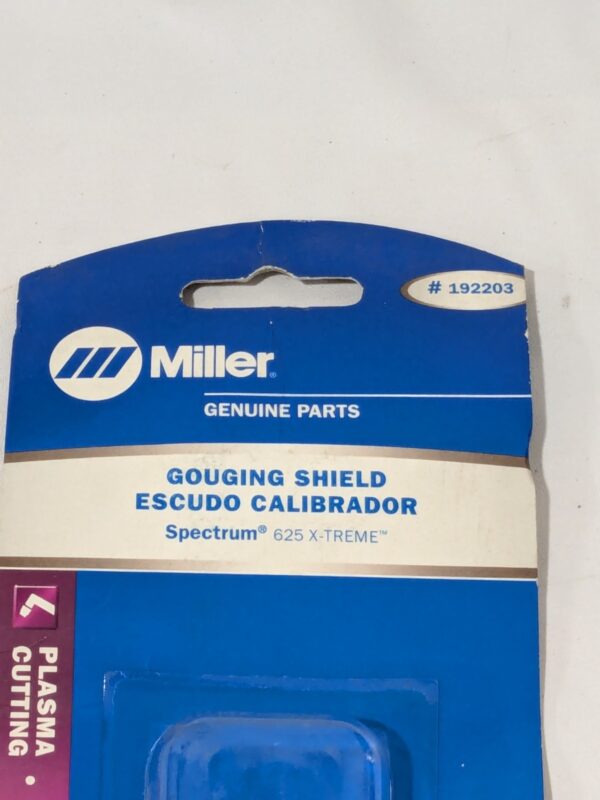 # 192203
Miller®
GENUINE PARTS
GOUGING SHIELD
ESCUDO CALIBRADOR
Spectrum® 625 X-TREME™
PLASMA
CUTTING •